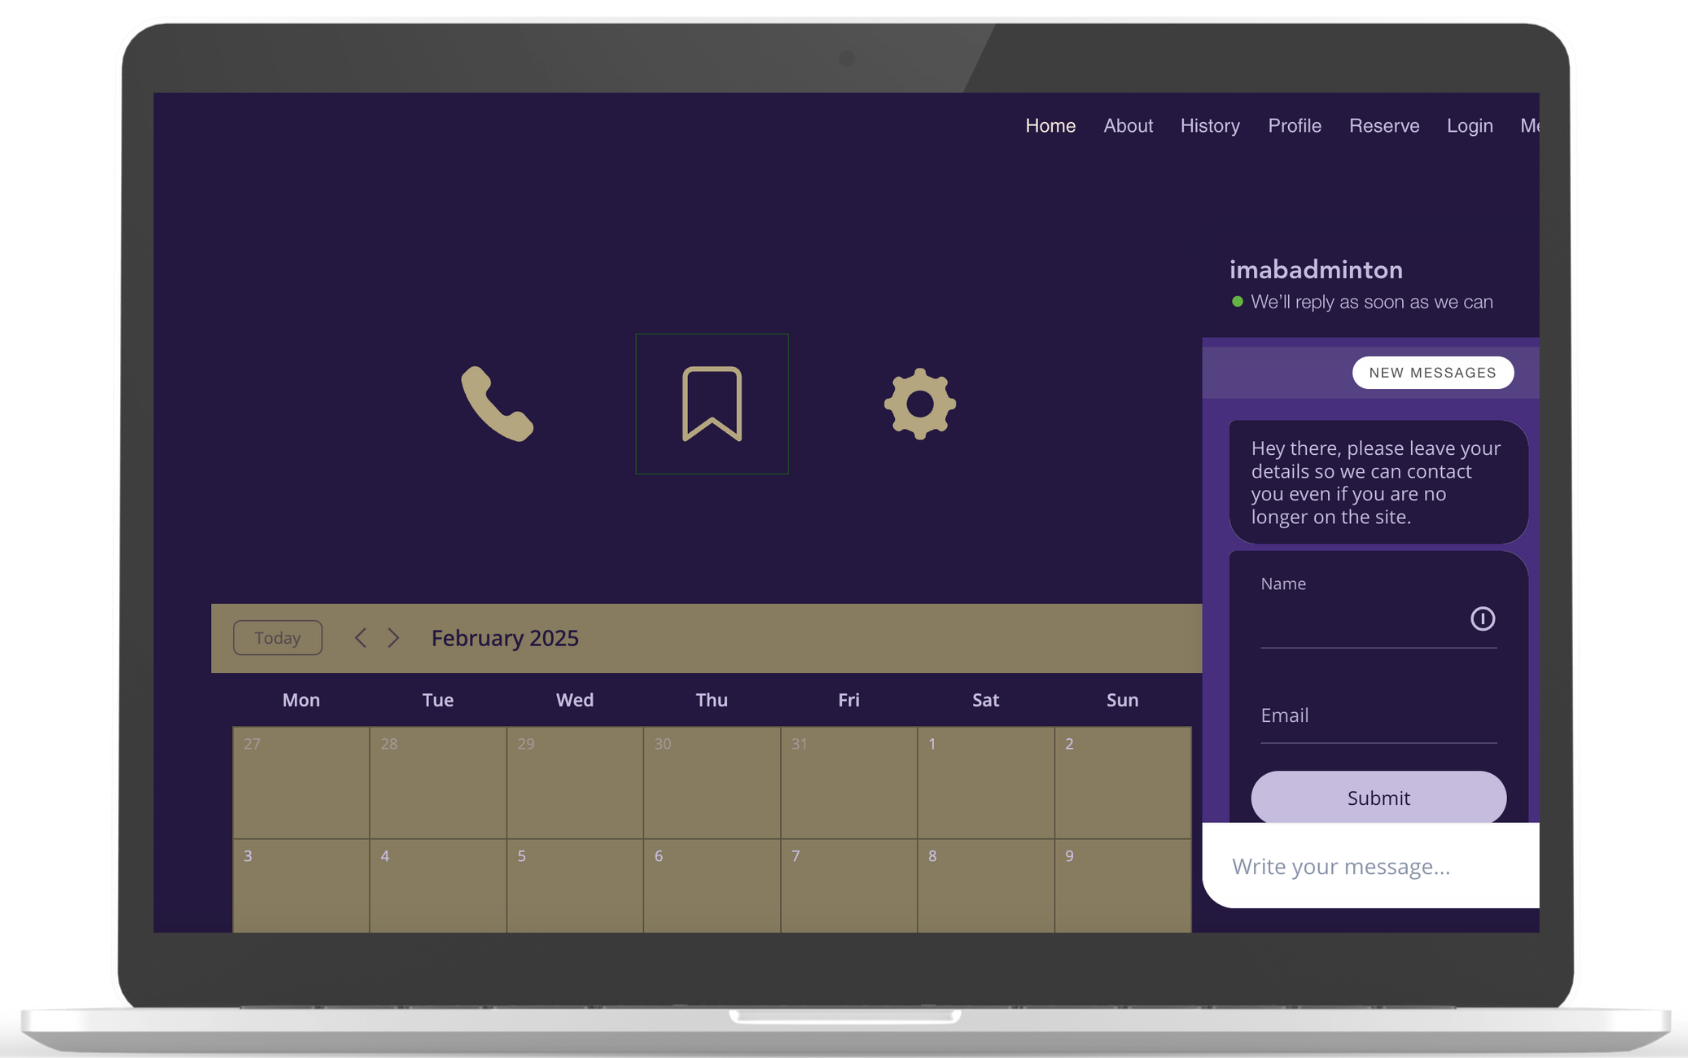 Home About History Profile Reserve Login
imabadminton
We'll reply as soon as we can
NEW MESSAGES
Hey there, please leave your
details so we can contact
you even if you are no
longer on the site.
Name
Email
Submit
Write your message...
Today
February 2025
Mon Tue Wed Thu Fri Sat Sun
27 28 29 30 31 1 2
3 4 5 6 7 8 9